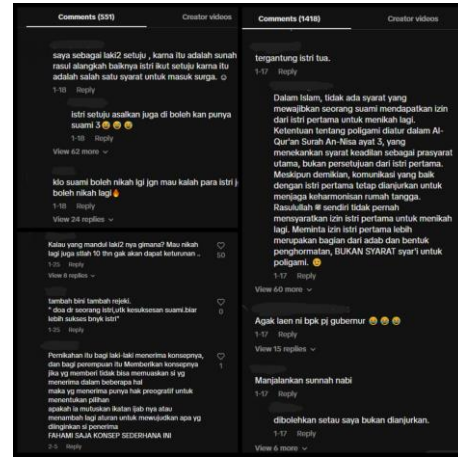 Comments (551)
Creator videos
saya sebagai laki2 setuju , karna itu adalah sunah
rasul alangkah baiknya istri ikut setuju karna itu
adalah salah satu syarat untuk masuk surga. ☺
1-18 Reply
istri setuju asalkan juga di boleh kan punya
suami 3😂😂😂
1-18 Reply
View 62 more
klo suami boleh nikah lgi jgn mau kalah para istri j
boleh nikah lagi🔥
1-18 Reply
View 24 replies
Kalau yang mandul laki2 nya gimana? Mau nikah
lagi juga stlah 10 thn gak akan dapat keturunan ..
1-25 Reply
50
View 8 replies
tambah bini tambah rejeki.
" doa dr seorang istri,utk kesuksesan suami.biar
lebih sukses bnyk istri"
1-25 Reply
0
Pernikahan itu bagi laki-laki menerima konsepnya,
dan bagi perempuan itu Memberikan konsepnya
jika yg memberi tidak bisa memuaskan si yg
menerima dalam beberapa hal
maka yg menerima punya hak preogratif untuk
menentukan pilihan
apakah ia mutuskan ikatan ijab nya atau
menambah lagi aturan untuk mewujudkan apa yg
diinginkan si penerima
FAHAMI SAJA KONSEP SEDERHANA INI
2-5 Reply
1
Comments (1418)
Creator videos
tergantung istri tua.
1-17 Reply
Dalam Islam, tidak ada syarat yang
mewajibkan seorang suami mendapatkan izin
dari istri pertama untuk menikah lagi.
Ketentuan tentang poligami diatur dalam Al-
Qur'an Surah An-Nisa ayat 3, yang
menekankan syarat keadilan sebagai prasyarat
utama, bukan persetujuan dari istri pertama.
Meskipun demikian, komunikasi yang baik
dengan istri pertama tetap dianjurkan untuk
menjaga keharmonisan rumah tangga.
Rasulullah ﷺ sendiri tidak pernah
mensyaratkan izin istri pertama untuk menikah
lagi. Meminta izin istri pertama lebih
merupakan bagian dari adab dan bentuk
penghormatan, BUKAN SYARAT syar'i untuk
poligami. 😊
1-17 Reply
View 60 more
Agak laen ni bpk pj gubernur 😂😂😂
1-17 Reply
View 15 replies
Manjalankan sunnah nabi
1-17 Reply
dibolehkan setau saya bukan dianjurkan.
1-17 Reply
View 6 more